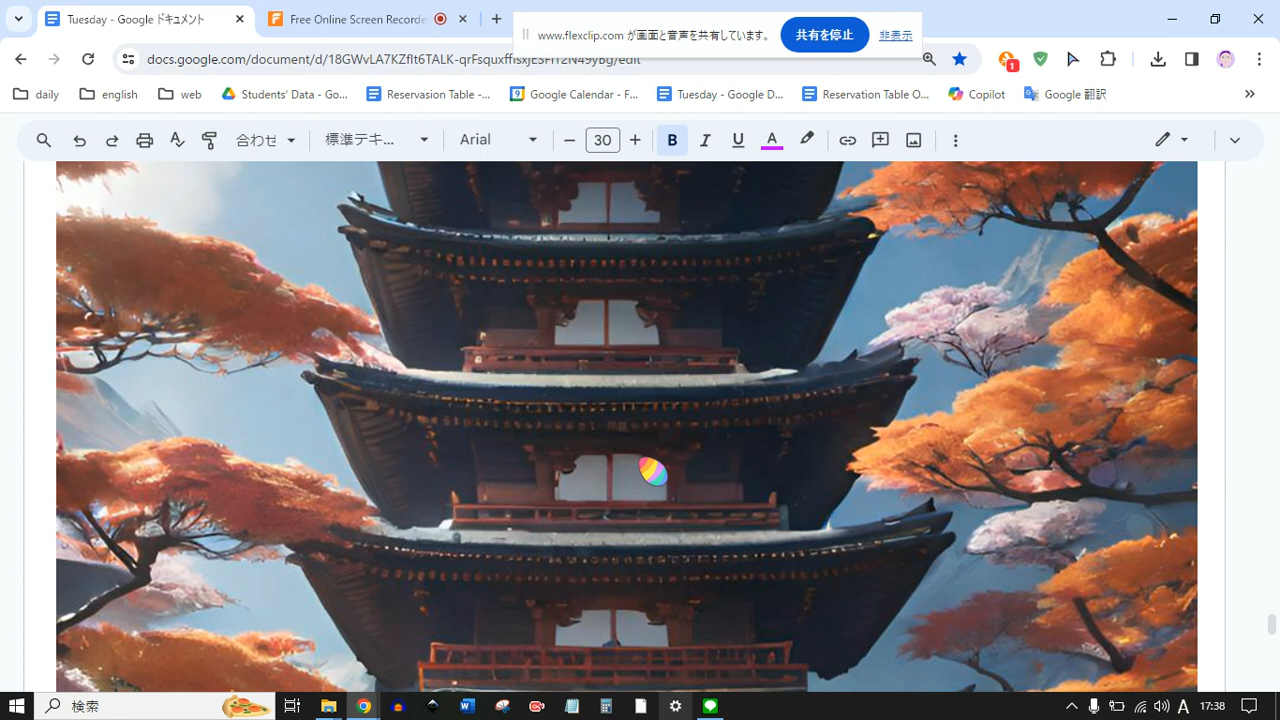 Tuesday - Google ドキュメント
Free Online Screen Recorde
www.flexclip.com が画面と音声を共有しています。
共有を停止
非表示
docs.google.com/document/d/18GWvLA7KZflt6TALK-qrFsquxffisxjESFfY2N49yBg/edit
daily
english
web
Students' Data - Go...
Reservasion Table -...
Google Calendar - F...
Tuesday - Google D...
Reservation Table O...
Copilot
Google 翻訳
合わせ
標準テキ...
Arial
30
B
I
U
A
検索
A
17:38